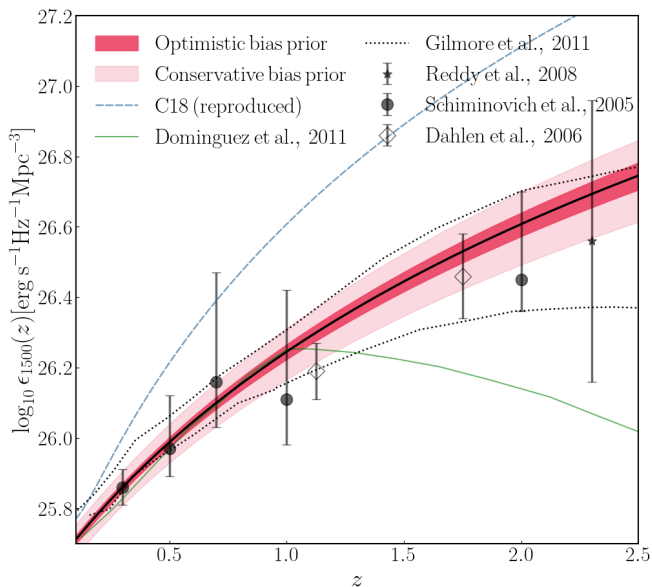 27.2
27.0
26.8
26.6
26.4
26.2
26.0
25.8
log₁₀ ϵ₁₅₀₀(z)[erg s⁻¹Hz⁻¹Mpc⁻³]
Optimistic bias prior
Conservative bias prior
C18 (reproduced)
Dominguez et al., 2011
Gilmore et al., 2011
Reddy et al., 2008
Schiminovich et al., 2005
Dahlen et al., 2006
0.5 1.0 1.5 2.0 2.5
z